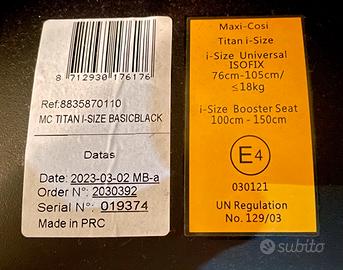 8 712930 176176
Ref:8835870110
MC TITAN I-SIZE BASICBLACK
Datas
Date: 2023-03-02 MB-a
Order N°: 2030392
Serial N°: 019374
Made in PRC
Maxi-Cosi
Titan i-Size
i-Size Universal
ISOFIX
76cm-105cm/
≤18kg
i-Size Booster Seat
100cm - 150cm
E4
030121
UN Regulation
No. 129/03
subito